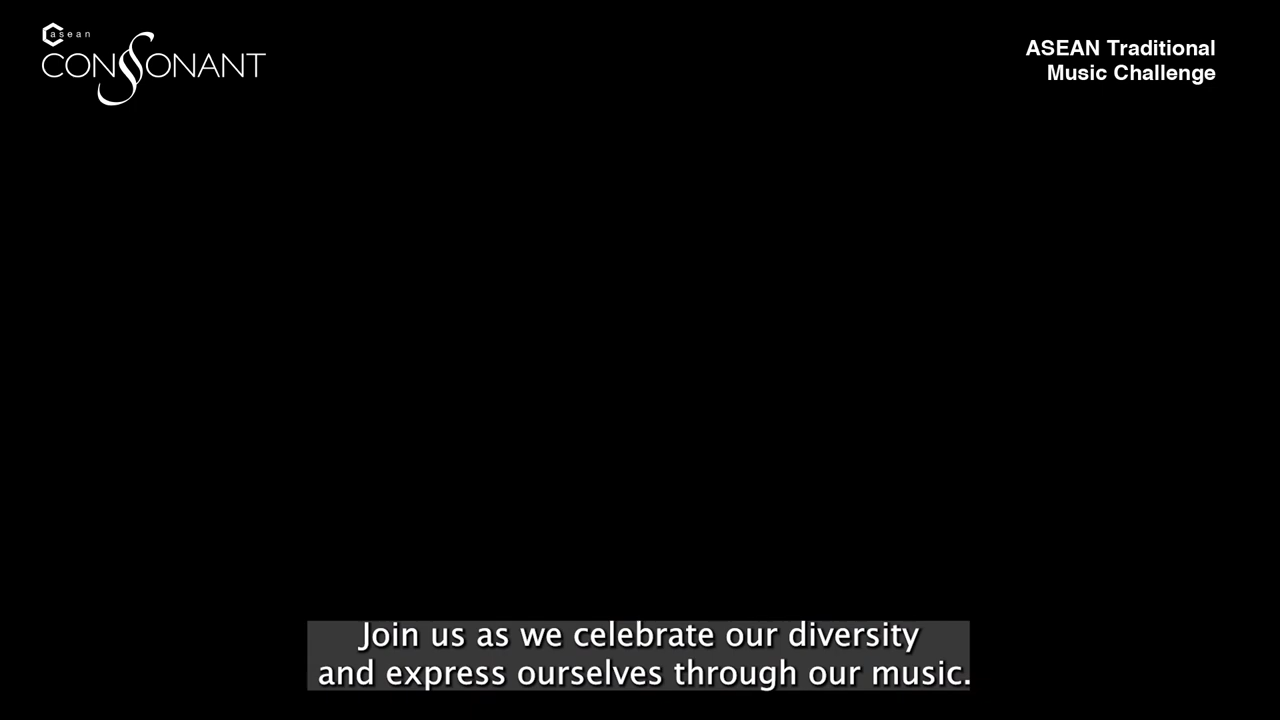 asean
CONSONANT
ASEAN Traditional
Music Challenge
Join us as we celebrate our diversity
and express ourselves through our music.